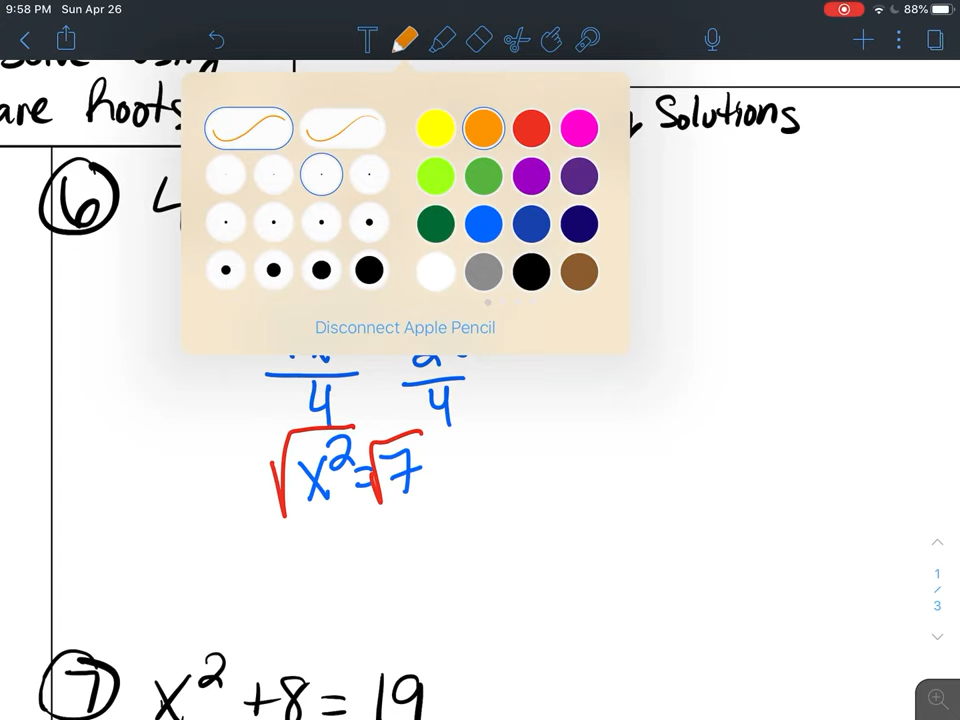 9:58 PM Sun Apr 26 88%
T
are Roots Solutions
6 4
Disconnect Apple Pencil
4 4
√x² = √7
1
/
3
7 x² + 8 = 19